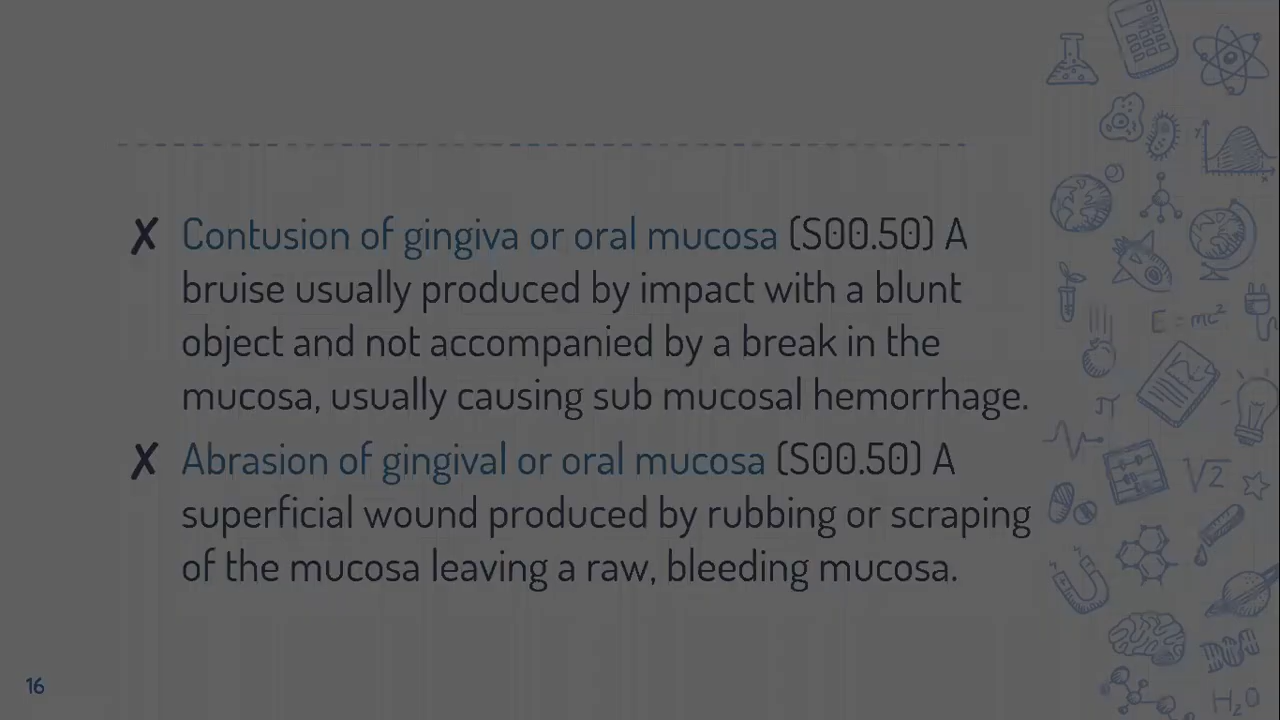 ✗ Contusion of gingiva or oral mucosa (S00.50) A
bruise usually produced by impact with a blunt
object and not accompanied by a break in the
mucosa, usually causing sub mucosal hemorrhage.
✗ Abrasion of gingival or oral mucosa (S00.50) A
superficial wound produced by rubbing or scraping
of the mucosa leaving a raw, bleeding mucosa.
16
E = mc²
π
√2
H₂O
y
x